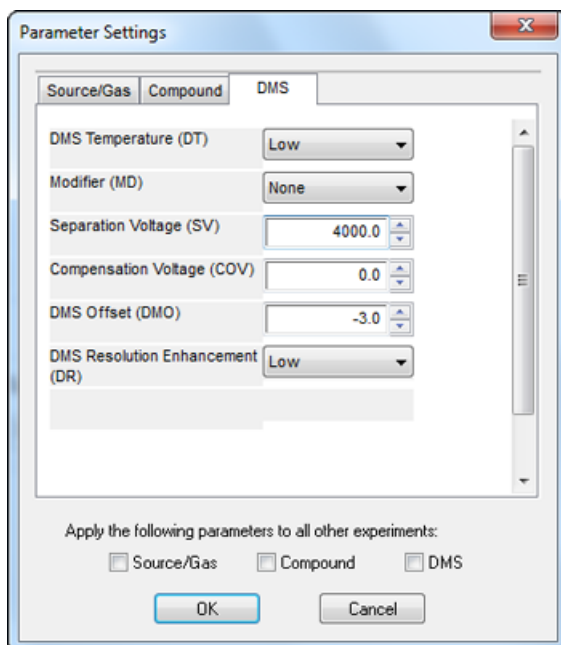 Parameter Settings
Source/Gas Compound DMS
DMS Temperature (DT) Low
Modifier (MD) None
Separation Voltage (SV) 4000.0
Compensation Voltage (COV) 0.0
DMS Offset (DMO) -3.0
DMS Resolution Enhancement Low
(DR)
Apply the following parameters to all other experiments:
Source/Gas Compound DMS
OK Cancel